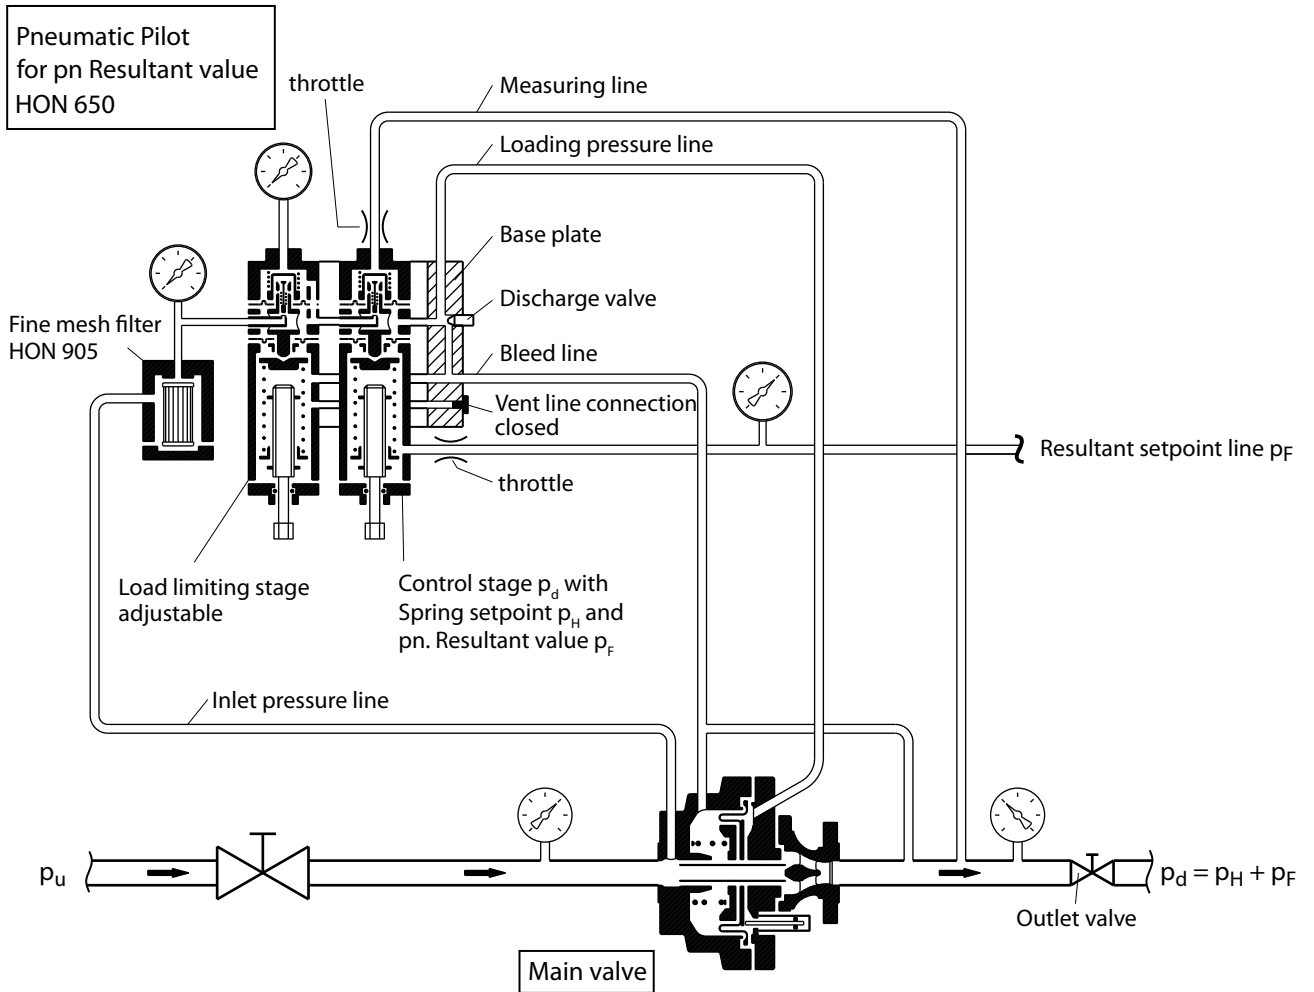 Pneumatic Pilot
for pn Resultant value
HON 650
throttle
Measuring line
Loading pressure line
Base plate
Discharge valve
Fine mesh filter
HON 905
Bleed line
Vent line connection
closed
Resultant setpoint line pF
throttle
Load limiting stage
adjustable
Control stage pd with
Spring setpoint pH and
pn. Resultant value pF
Inlet pressure line
pu
pd = pH + pF
Outlet valve
Main valve